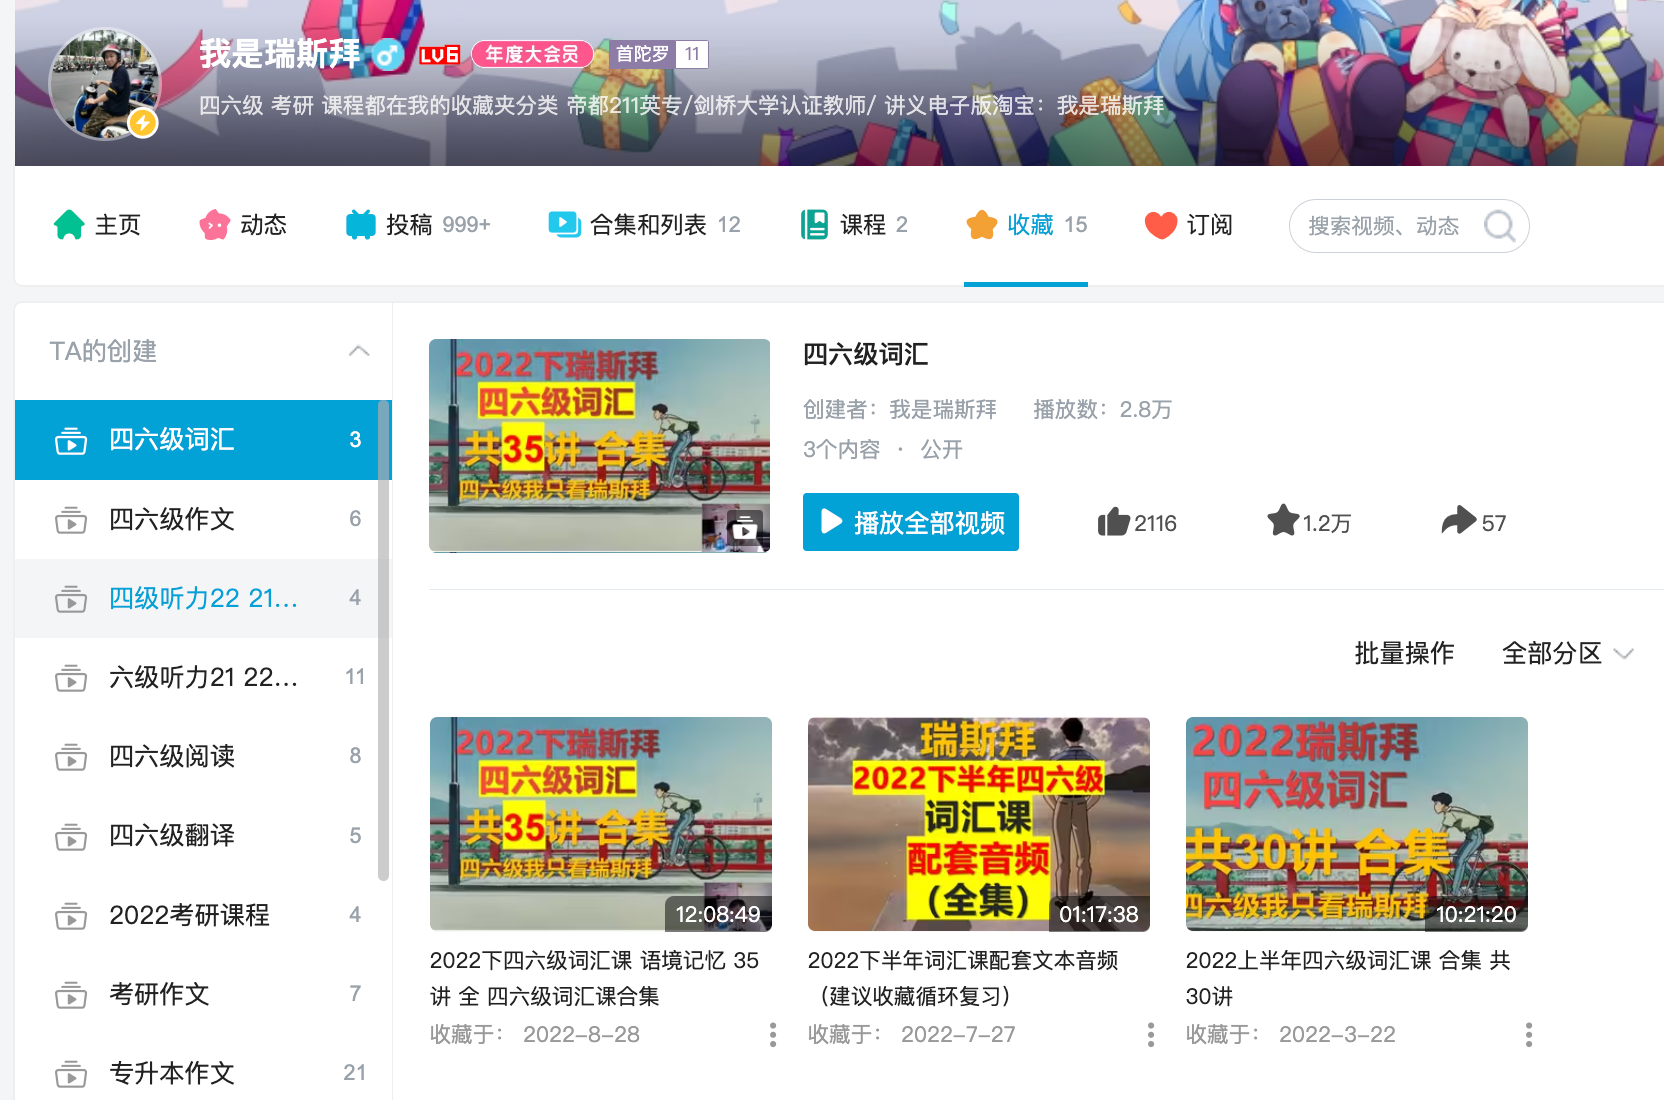 我是瑞斯拜 LV6 年度大会员 首陀罗 11
四六级 考研 课程都在我的收藏夹分类 帝都211英专/剑桥大学认证教师/ 讲义电子版淘宝：我是瑞斯拜
主页 动态 投稿 999+ 合集和列表 12 课程 2 收藏 15 订阅 搜索视频、动态
TA的创建
四六级词汇 3
四六级作文 6
四级听力22 21... 4
六级听力21 22... 11
四六级阅读 8
四六级翻译 5
2022考研课程 4
考研作文 7
专升本作文 21
2022下瑞斯拜
四六级词汇
共35讲 合集
四六级我只看瑞斯拜
四六级词汇
创建者：我是瑞斯拜 播放数：2.8万
3个内容 · 公开
播放全部视频 2116 1.2万 57
批量操作 全部分区
2022下瑞斯拜
四六级词汇
共35讲 合集
四六级我只看瑞斯拜
12:08:49
2022下四六级词汇课 语境记忆 35
讲 全 四六级词汇课合集
收藏于： 2022-8-28
瑞斯拜
2022下半年四六级
词汇课
配套音频
（全集）
01:17:38
2022下半年词汇课配套文本音频
（建议收藏循环复习）
收藏于： 2022-7-27
2022瑞斯拜
四六级词汇
共30讲 合集
四六级我只看瑞斯拜
10:21:20
2022上半年四六级词汇课 合集 共
30讲
收藏于： 2022-3-22